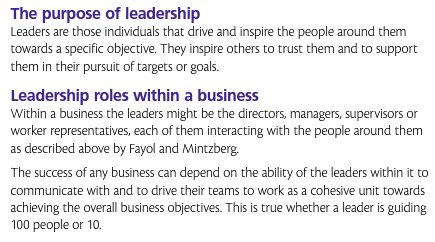 The purpose of leadership
Leaders are those individuals that drive and inspire the people around them
towards a specific objective. They inspire others to trust them and to support
them in their pursuit of targets or goals.
Leadership roles within a business
Within a business the leaders might be the directors, managers, supervisors or
worker representatives, each of them interacting with the people around them
as described above by Fayol and Mintzberg.
The success of any business can depend on the ability of the leaders within it to
communicate with and to drive their teams to work as a cohesive unit towards
achieving the overall business objectives. This is true whether a leader is guiding
100 people or 10.